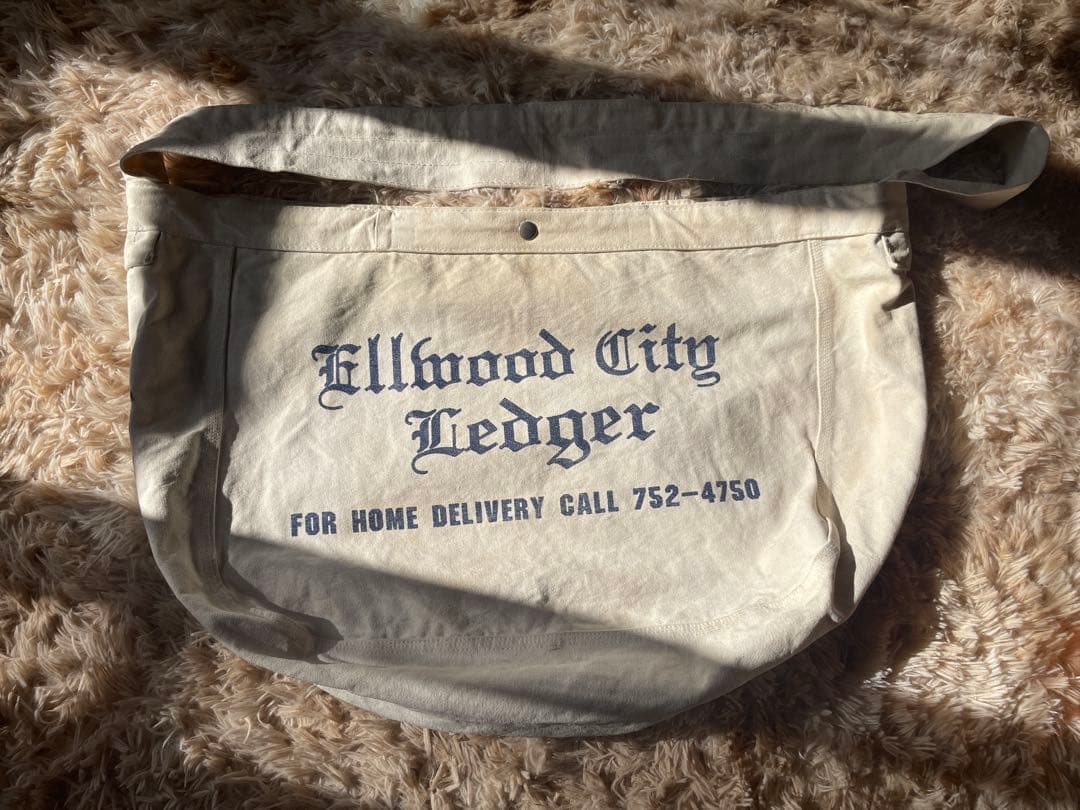 Ellwood City
Ledger
FOR HOME DELIVERY CALL 752-4750